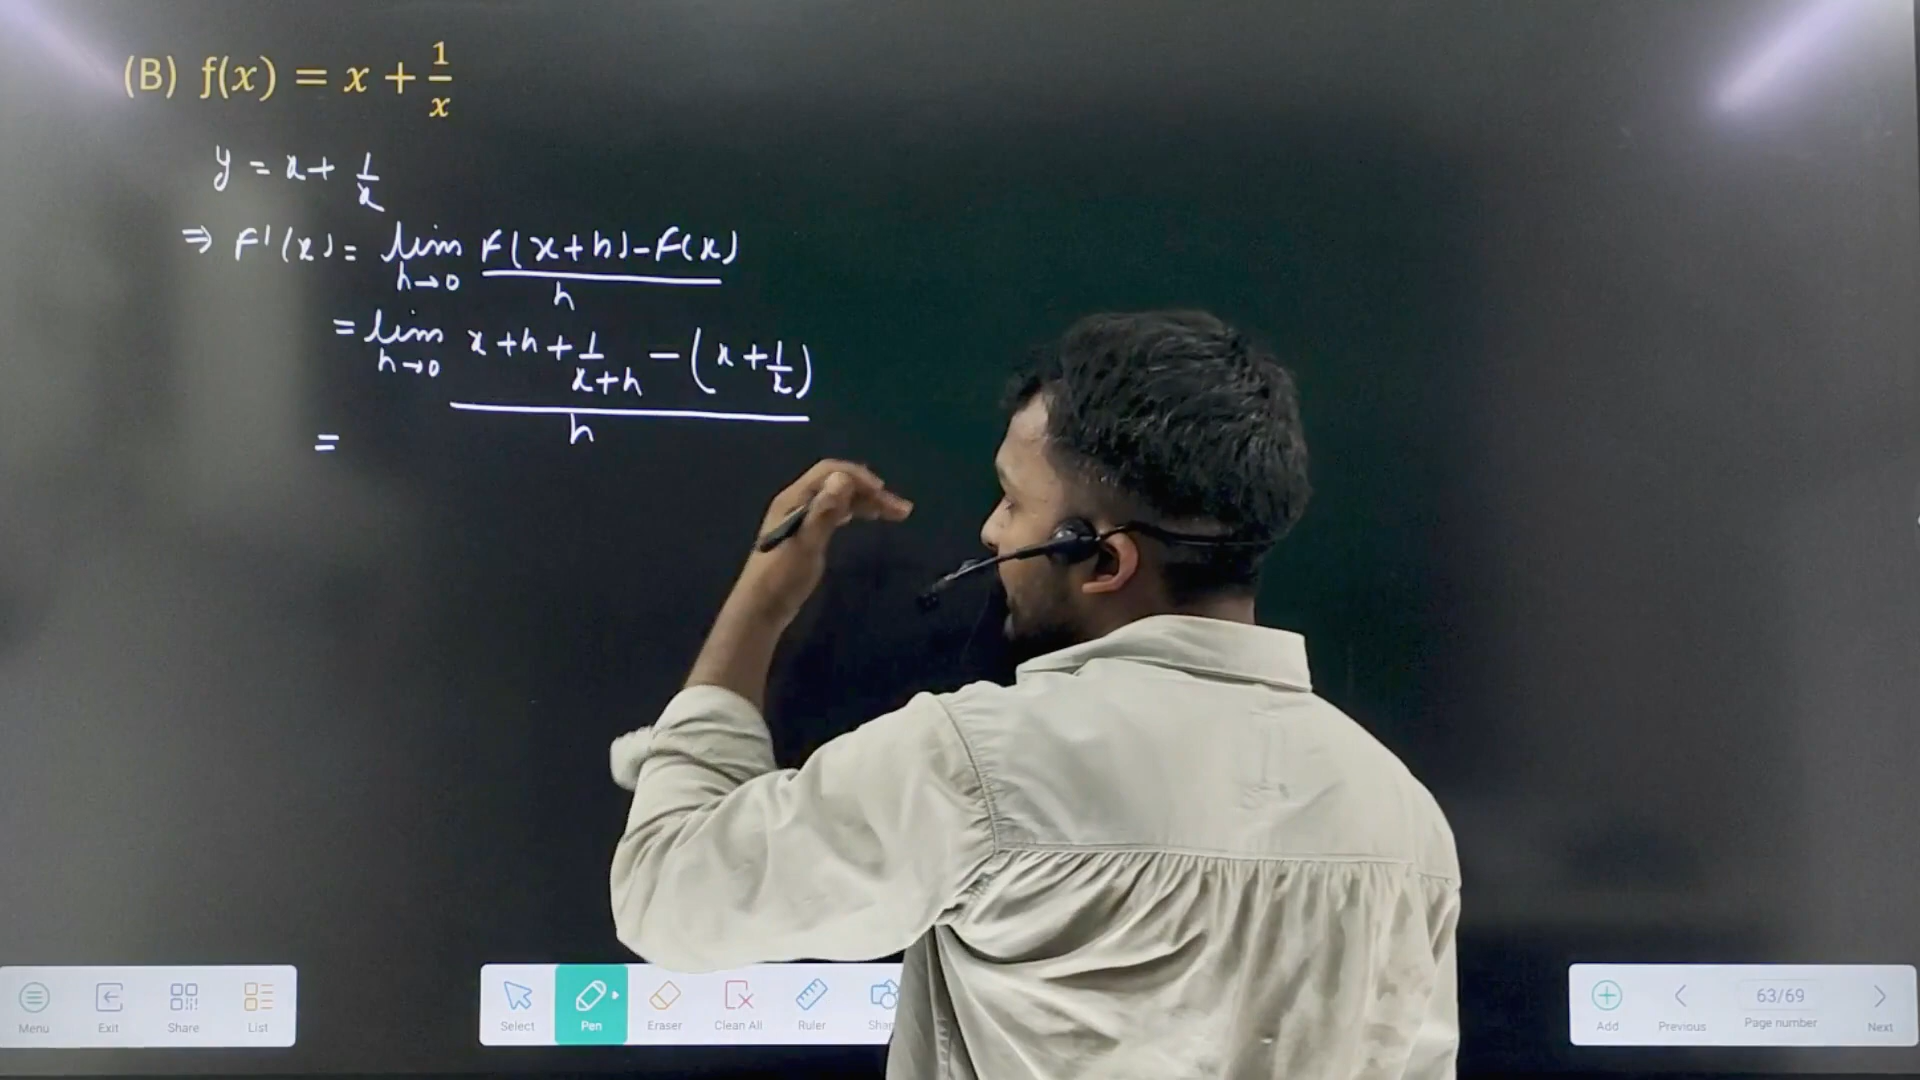 (B) f(x) = x + 1/x
y = x + 1/x
⇒ F'(x) = lim h→0 F(x+h) - F(x) / h
= lim h→0 x + h + 1/x+h - (x + 1/x) / h
=
Menu Exit Share List
Select Pen Eraser Clean All Ruler
Add Previous 63/69 Page number Next